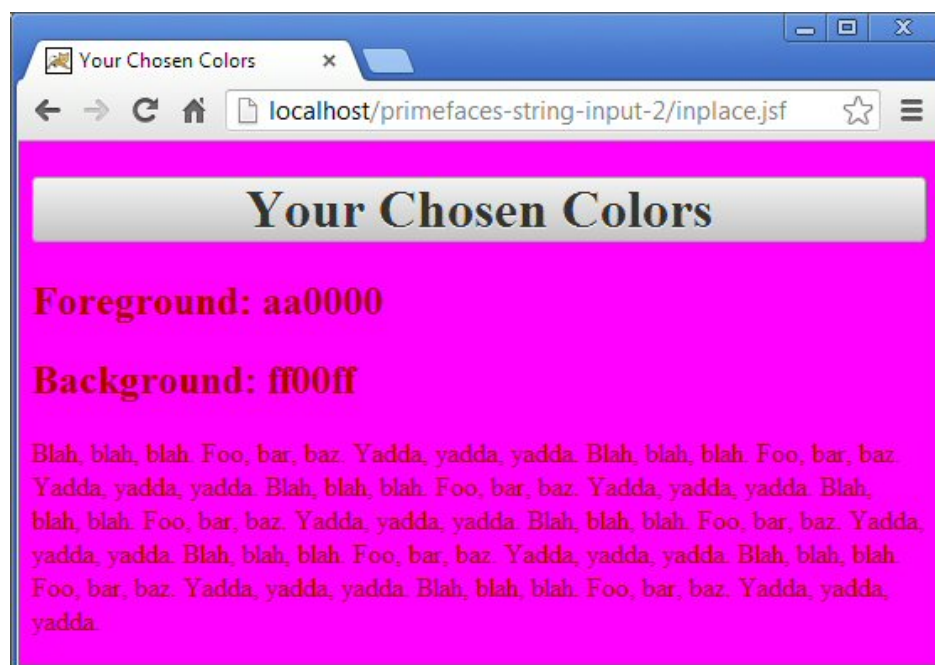 Your Chosen Colors
localhost/primefaces-string-input-2/inplace.jsf
Your Chosen Colors
Foreground: aa0000
Background: ff00ff
Blah, blah, blah. Foo, bar, baz. Yadda, yadda, yadda. Blah, blah, blah. Foo, bar, baz.
Yadda, yadda, yadda. Blah, blah, blah. Foo, bar, baz. Yadda, yadda, yadda. Blah,
blah, blah. Foo, bar, baz. Yadda, yadda, yadda. Blah, blah, blah. Foo, bar, baz. Yadda,
yadda, yadda. Blah, blah, blah. Foo, bar, baz. Yadda, yadda, yadda. Blah, blah, blah.
Foo, bar, baz. Yadda, yadda, yadda. Blah, blah, blah. Foo, bar, baz. Yadda, yadda,
yadda.